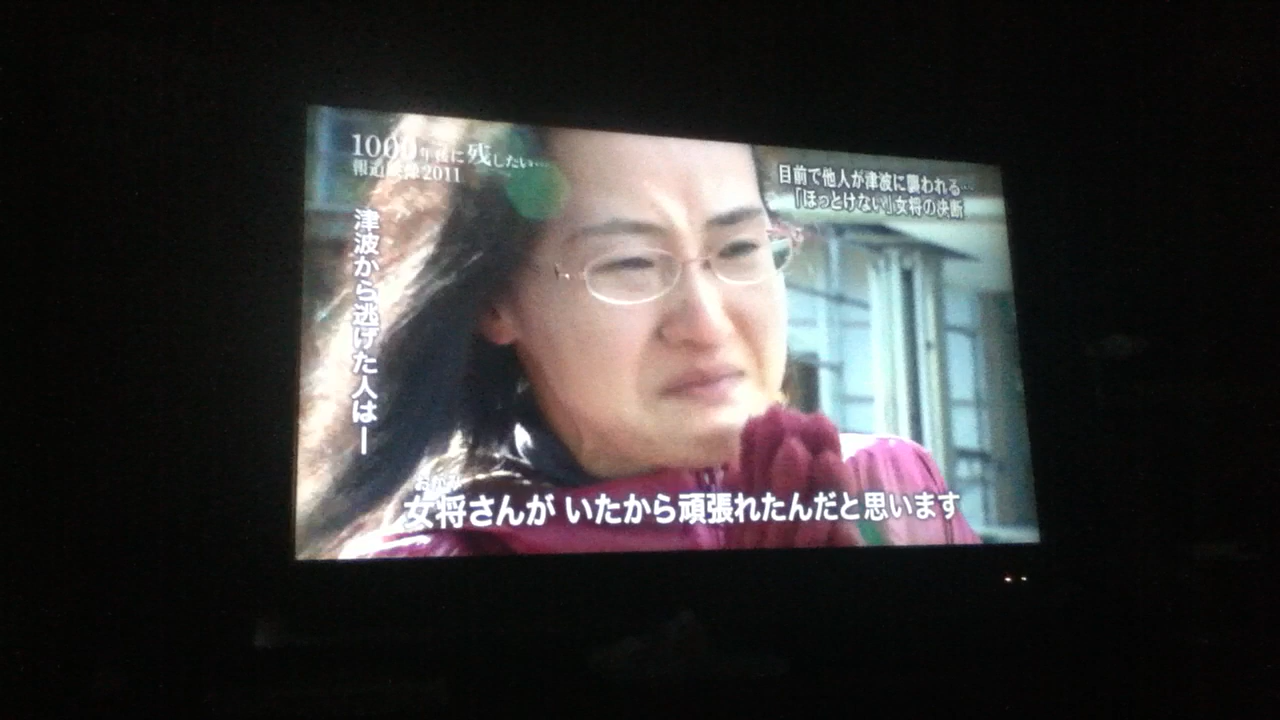 1000年後に残したい…
報道映像2011
目前で他人が津波に襲われる…
「ほっとけない」女将の決断
津波から逃げた人は―
おかみ
女将さんが いたから頑張れたんだと思います